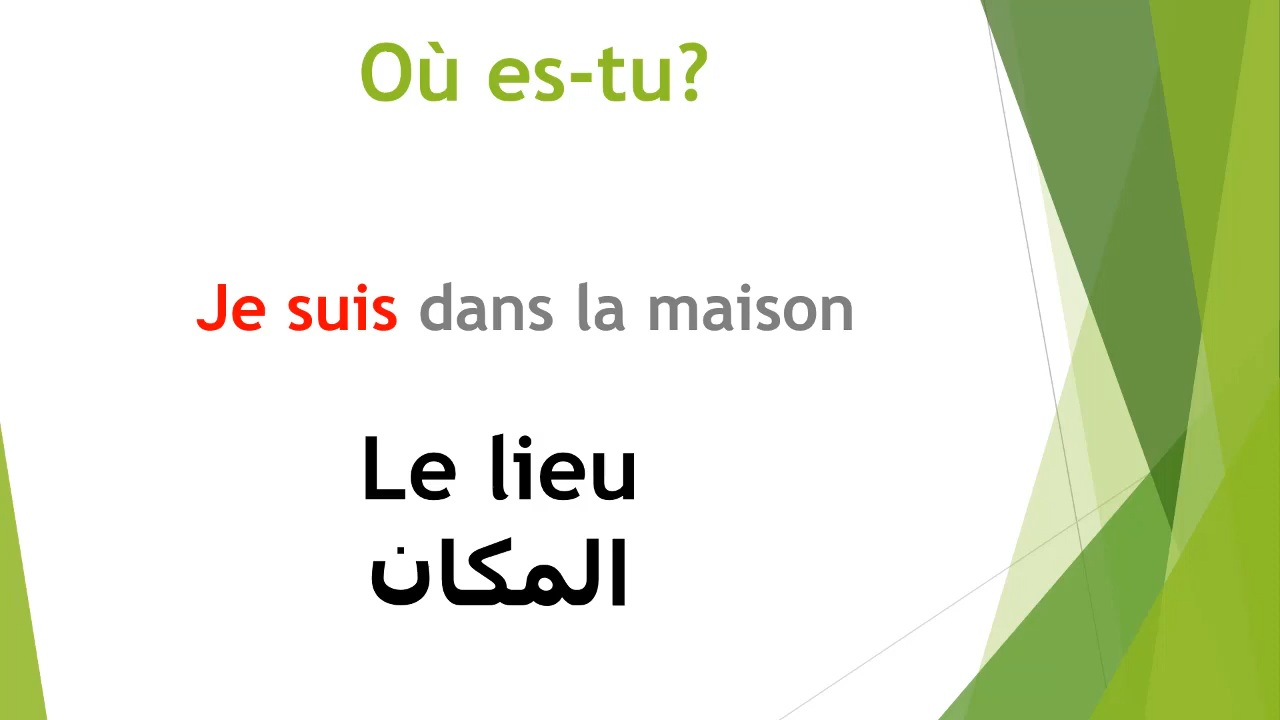 Où es-tu?
Je suis dans la maison
Le lieu
المكان